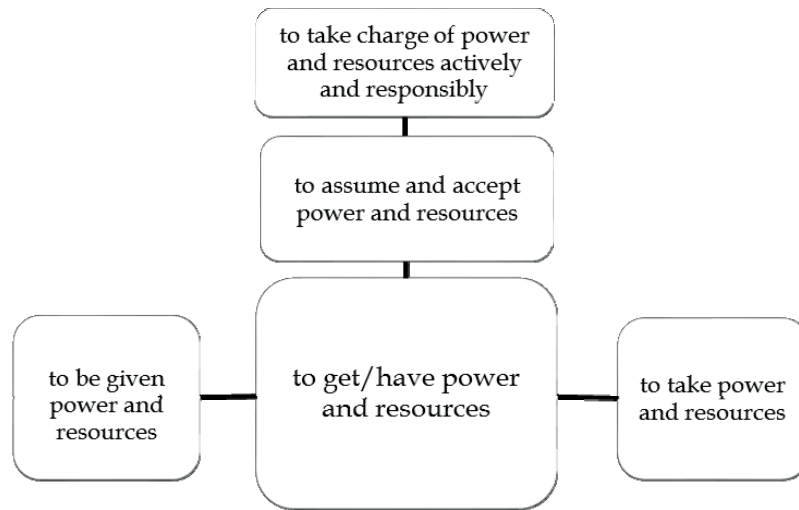 to take charge of power
and resources actively
and responsibly
to assume and accept
power and resources
to be given
power and
resources
to get/have power
and resources
to take power
and resources